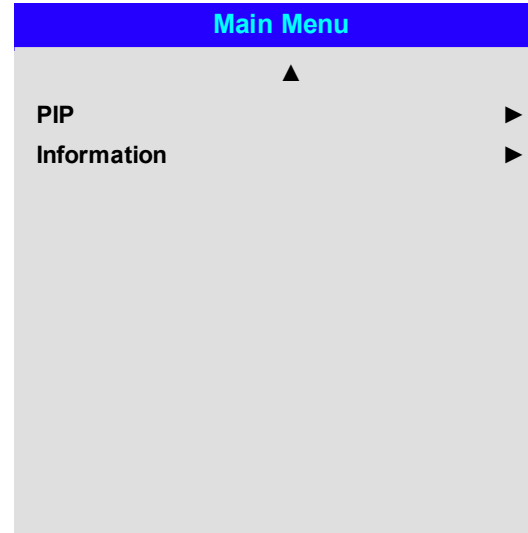 Main Menu
▲
PIP ►
Information ►